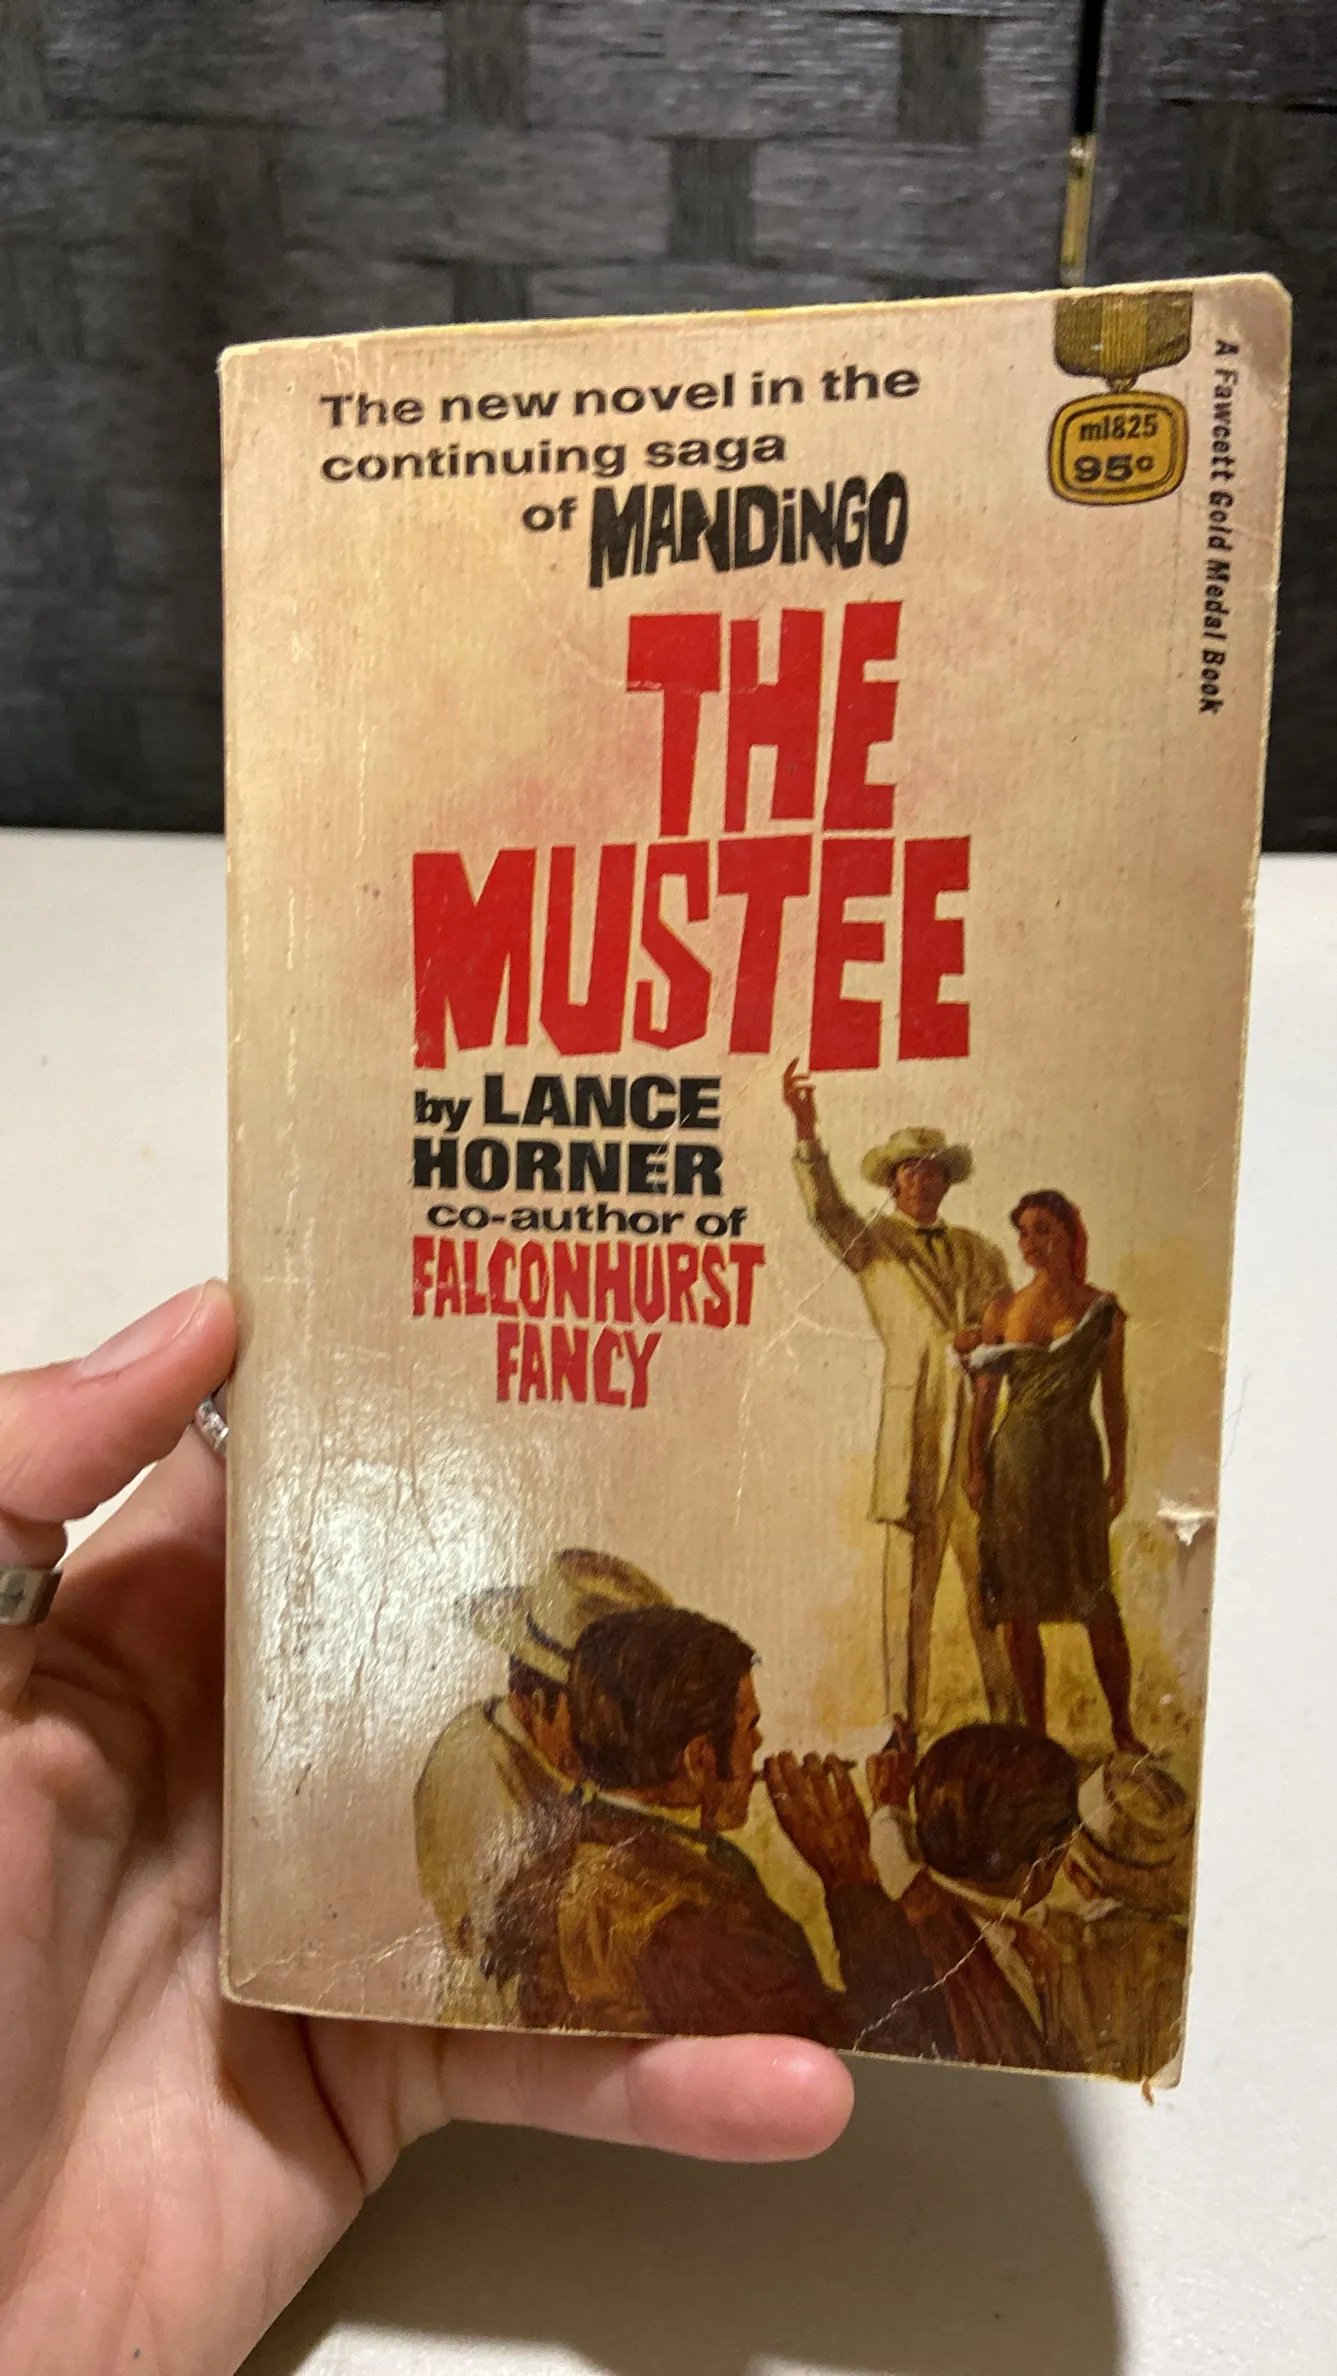 The new novel in the
continuing saga
of MANDiNGO
m1825
95¢
A Fawcett Gold Medal Book
THE
MUSTEE
by LANCE
HORNER
co-author of
FALCONHURST
FANCY